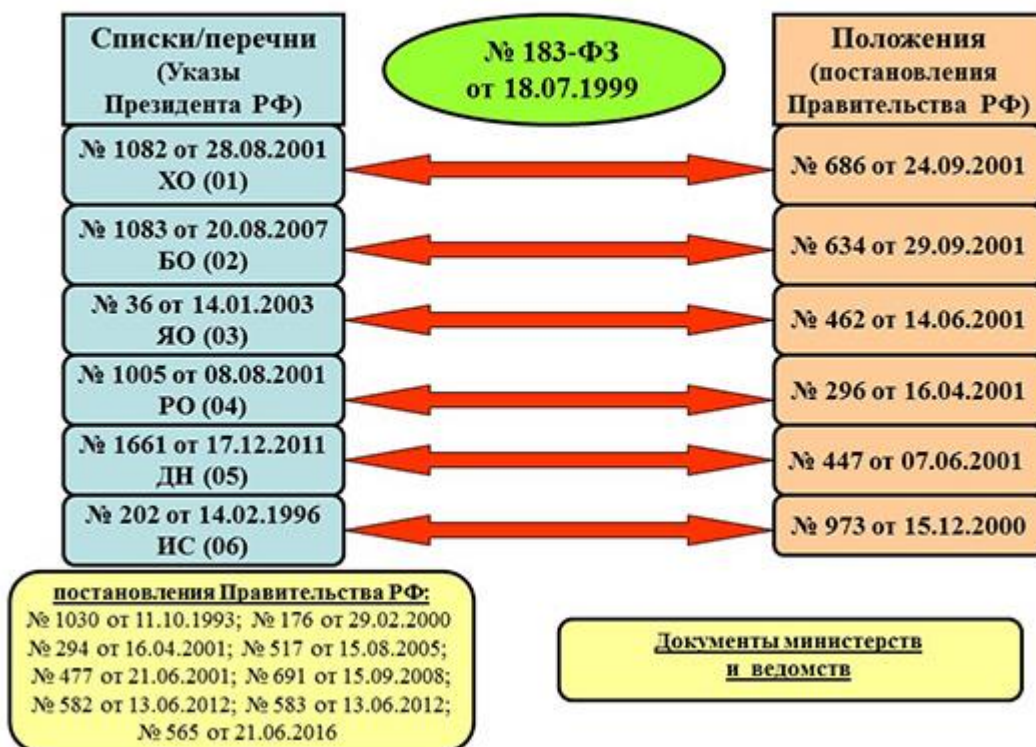 Списки/перечни
(Указы
Президента РФ)
№ 183-ФЗ
от 18.07.1999
Положения
(постановления
Правительства РФ)
№ 1082 от 28.08.2001
ХО (01)
№ 686 от 24.09.2001
№ 1083 от 20.08.2007
БО (02)
№ 634 от 29.09.2001
№ 36 от 14.01.2003
ЯО (03)
№ 462 от 14.06.2001
№ 1005 от 08.08.2001
РО (04)
№ 296 от 16.04.2001
№ 1661 от 17.12.2011
ДН (05)
№ 447 от 07.06.2001
№ 202 от 14.02.1996
ИС (06)
№ 973 от 15.12.2000
постановления Правительства РФ:
№ 1030 от 11.10.1993; № 176 от 29.02.2000
№ 294 от 16.04.2001; № 517 от 15.08.2005;
№ 477 от 21.06.2001; № 691 от 15.09.2008;
№ 582 от 13.06.2012; № 583 от 13.06.2012;
№ 565 от 21.06.2016
Документы министерств
и ведомств